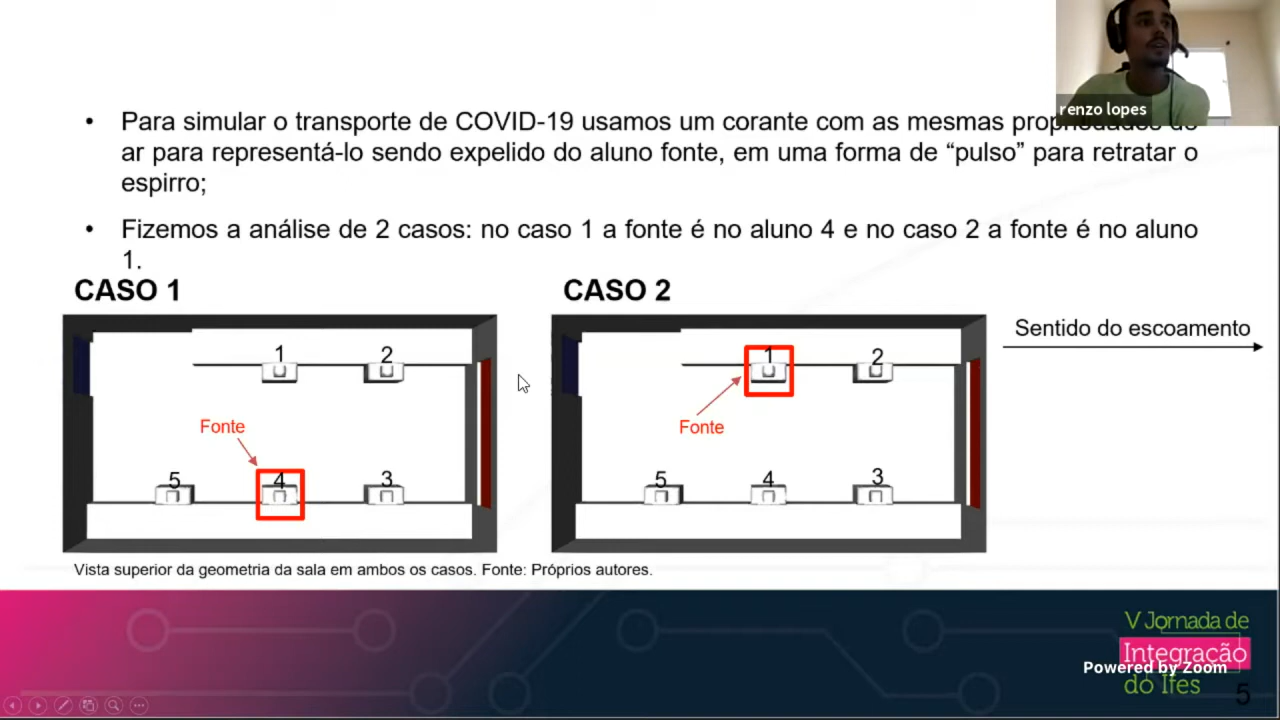 renzo lopes
• Para simular o transporte de COVID-19 usamos um corante com as mesmas propriedades do
ar para representá-lo sendo expelido do aluno fonte, em uma forma de “pulso” para retratar o
espirro;
• Fizemos a análise de 2 casos: no caso 1 a fonte é no aluno 4 e no caso 2 a fonte é no aluno
1.
CASO 1
1
2
Fonte
5
4
3
CASO 2
1
2
Fonte
5
4
3
Sentido do escoamento
Vista superior da geometria da sala em ambos os casos. Fonte: Próprios autores.
V Jornada de
Integração
do Ifes
Powered by Zoom
5